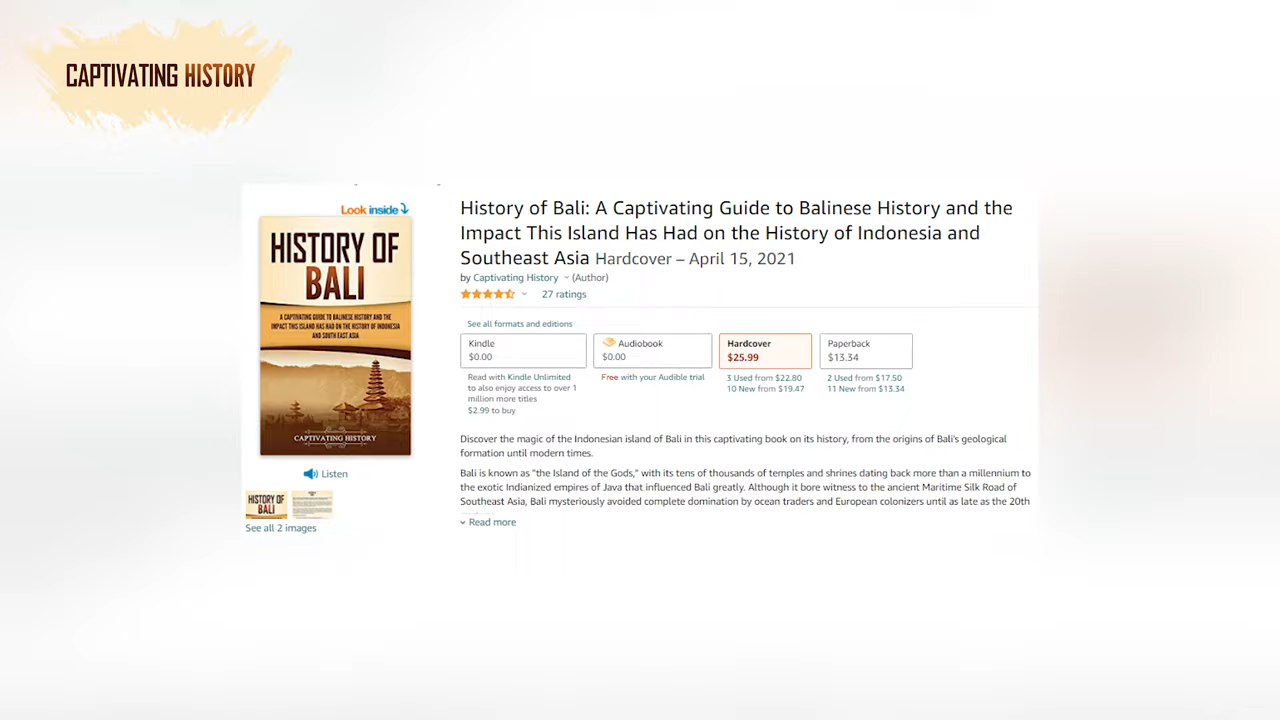 CAPTIVATING HISTORY
Look inside
HISTORY OF
BALI
A CAPTIVATING GUIDE TO BALINESE HISTORY AND THE
IMPACT THIS ISLAND HAS HAD ON THE HISTORY OF INDONESIA
AND SOUTH EAST ASIA
CAPTIVATING HISTORY
Listen
HISTORY OF
BALI
See all 2 images
History of Bali: A Captivating Guide to Balinese History and the
Impact This Island Has Had on the History of Indonesia and
Southeast Asia Hardcover – April 15, 2021
by Captivating History (Author)
27 ratings
See all formats and editions
Kindle
$0.00
Read with Kindle Unlimited
to also enjoy access to over 1
million more titles
$2.99 to buy
Audiobook
$0.00
Free with your Audible trial
Hardcover
$25.99
3 Used from $22.80
10 New from $19.47
Paperback
$13.34
2 Used from $17.50
11 New from $13.34
Discover the magic of the Indonesian island of Bali in this captivating book on its history, from the origins of Bali's geological
formation until modern times.
Bali is known as "the Island of the Gods," with its tens of thousands of temples and shrines dating back more than a millennium to
the exotic Indianized empires of Java that influenced Bali greatly. Although it bore witness to the ancient Maritime Silk Road of
Southeast Asia, Bali mysteriously avoided complete domination by ocean traders and European colonizers until as late as the 20th
Read more